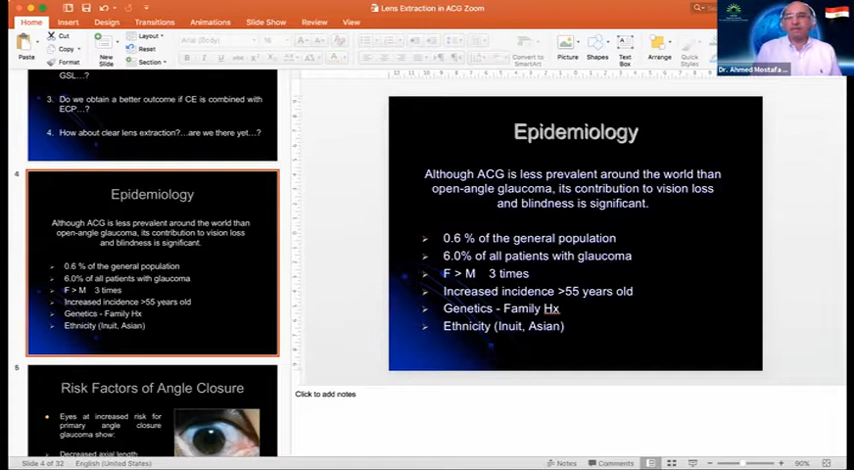 Lens Extraction in ACG Zoom
Home Insert Design Transitions Animations Slide Show Review View
Paste
Cut
Copy
Format
New Slide
Layout
Reset
Section
Convert to SmartArt
Picture
Shapes
Text Box
Arrange
Quick Styles
Dr. Ahmed Mostafa ...
GSL…?
3. Do we obtain a better outcome if CE is combined with
ECP…?
4. How about clear lens extraction?…are we there yet…?
4
Epidemiology
Although ACG is less prevalent around the world than
open-angle glaucoma, its contribution to vision loss
and blindness is significant.
0.6 % of the general population
6.0% of all patients with glaucoma
F > M 3 times
Increased incidence >55 years old
Genetics - Family Hx
Ethnicity (Inuit, Asian)
5
Risk Factors of Angle Closure
Eyes at increased risk for
primary angle closure
glaucoma show:
Decreased axial length
Epidemiology
Although ACG is less prevalent around the world than
open-angle glaucoma, its contribution to vision loss
and blindness is significant.
0.6 % of the general population
6.0% of all patients with glaucoma
F > M 3 times
Increased incidence >55 years old
Genetics - Family Hx
Ethnicity (Inuit, Asian)
Click to add notes
Slide 4 of 32 English (United States) Notes Comments 90%